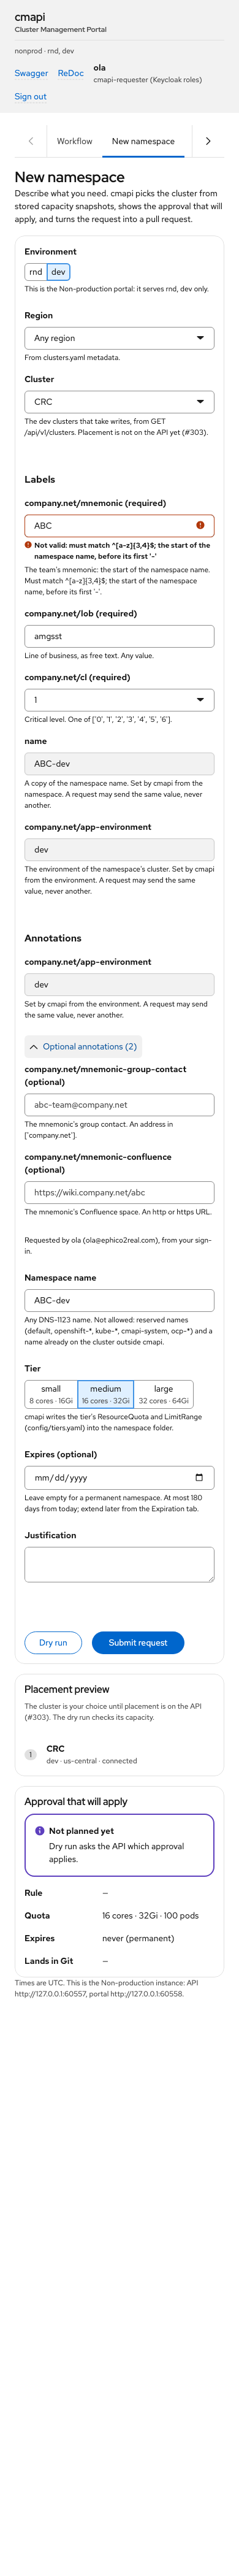 cmapi
Cluster Management Portal
nonprod · rnd, dev
Swagger
ReDoc
ola
cmapi-requester (Keycloak roles)
Sign out
Workflow
New namespace
New namespace
Describe what you need. cmapi picks the cluster from
stored capacity snapshots, shows the approval that will
apply, and turns the request into a pull request.
Environment
rnd
dev
This is the Non-production portal: it serves rnd, dev only.
Region
Any region
From clusters.yaml metadata.
Cluster
CRC
The dev clusters that take writes, from GET
/api/v1/clusters. Placement is not on the API yet (#303).
Labels
company.net/mnemonic (required)
ABC
Not valid: must match ^[a-z]{3,4}$; the start of the
namespace name, before its first '-'
The team's mnemonic: the start of the namespace name.
Must match ^[a-z]{3,4}$; the start of the namespace
name, before its first '-'.
company.net/lob (required)
amgsst
Line of business, as free text. Any value.
company.net/cl (required)
1
Critical level. One of ['0', '1', '2', '3', '4', '5', '6'].
name
ABC-dev
A copy of the namespace name. Set by cmapi from the
namespace. A request may send the same value, never
another.
company.net/app-environment
dev
The environment of the namespace's cluster. Set by cmapi
from the environment. A request may send the same
value, never another.
Annotations
company.net/app-environment
dev
Set by cmapi from the environment. A request may send
the same value, never another.
Optional annotations (2)
company.net/mnemonic-group-contact
(optional)
abc-team@company.net
The mnemonic's group contact. An address in
['company.net'].
company.net/mnemonic-confluence
(optional)
https://wiki.company.net/abc
The mnemonic's Confluence space. An http or https URL.
Requested by ola (ola@ephico2real.com), from your sign-
in.
Namespace name
ABC-dev
Any DNS-1123 name. Not allowed: reserved names
(default, openshift-*, kube-*, cmapi-system, ocp-*) and a
name already on the cluster outside cmapi.
Tier
small
8 cores · 16Gi
medium
16 cores · 32Gi
large
32 cores · 64Gi
cmapi writes the tier's ResourceQuota and LimitRange
(config/tiers.yaml) into the namespace folder.
Expires (optional)
mm/dd/yyyy
Leave empty for a permanent namespace. At most 180
days from today; extend later from the Expiration tab.
Justification
Dry run
Submit request
Placement preview
The cluster is your choice until placement is on the API
(#303). The dry run checks its capacity.
1
CRC
dev · us-central · connected
Approval that will apply
Not planned yet
Dry run asks the API which approval
applies.
Rule
—
Quota
16 cores · 32Gi · 100 pods
Expires
never (permanent)
Lands in Git
—
Times are UTC. This is the Non-production instance: API
http://127.0.0.1:60557, portal http://127.0.0.1:60558.